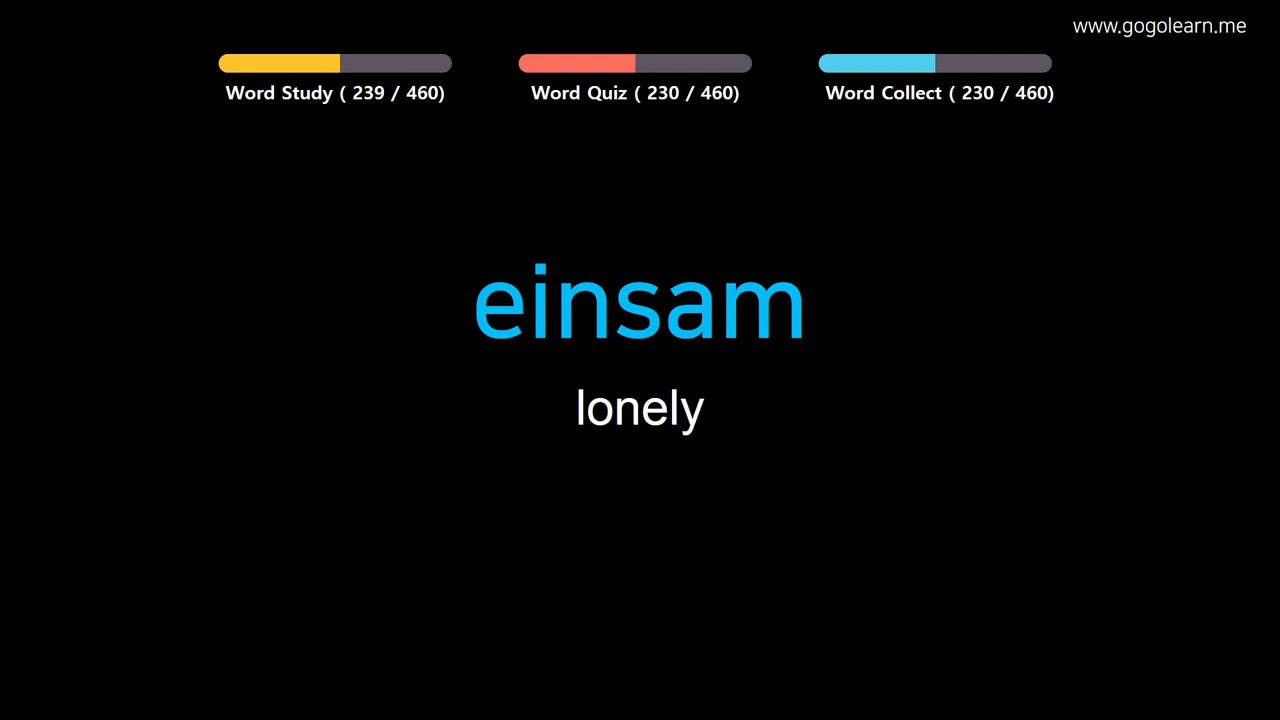 www.gogolearn.me
Word Study ( 239 / 460) Word Quiz ( 230 / 460) Word Collect ( 230 / 460)
einsam
lonely